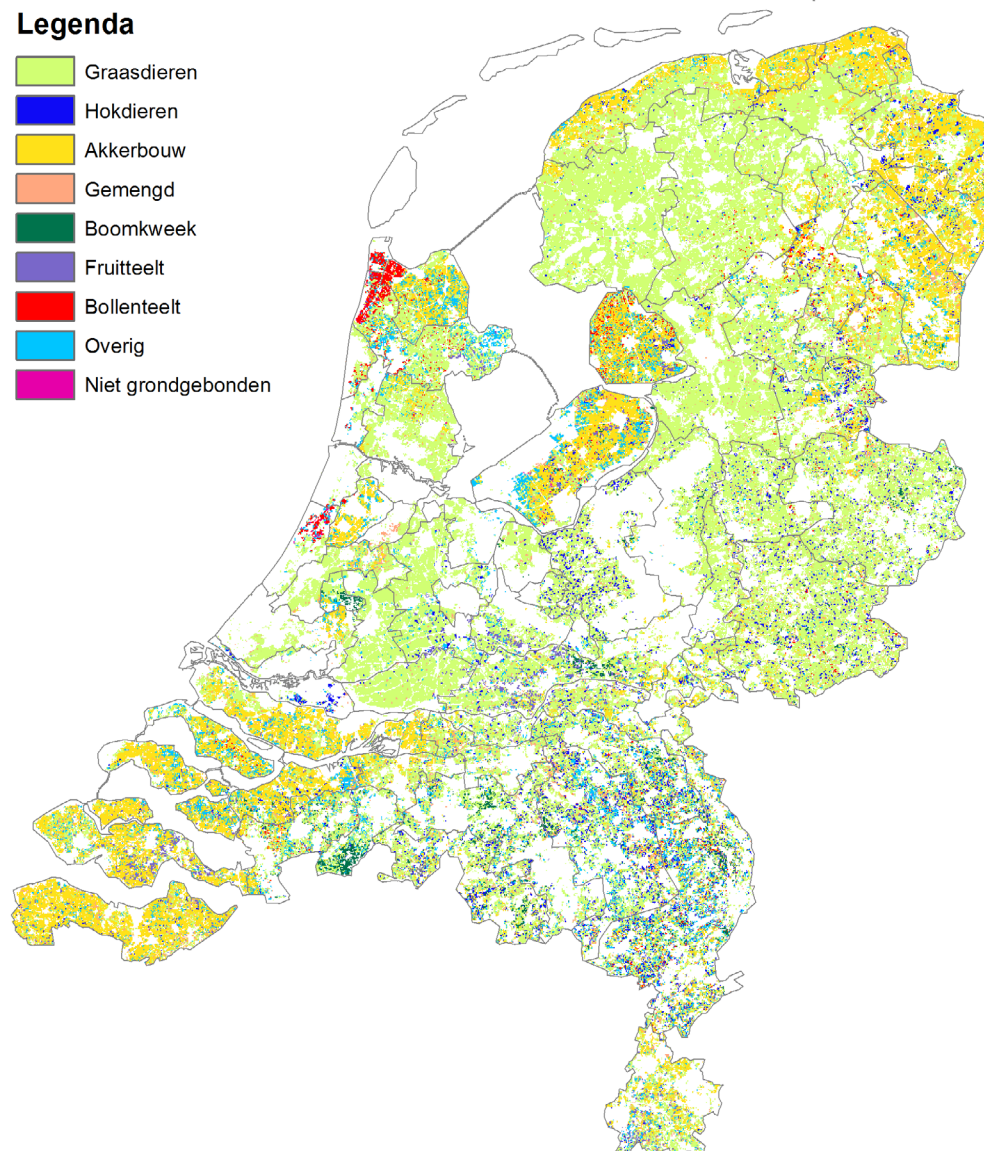 Legenda
Graasdieren
Hokdieren
Akkerbouw
Gemengd
Boomkweek
Fruitteelt
Bollenteelt
Overig
Niet grondgebonden